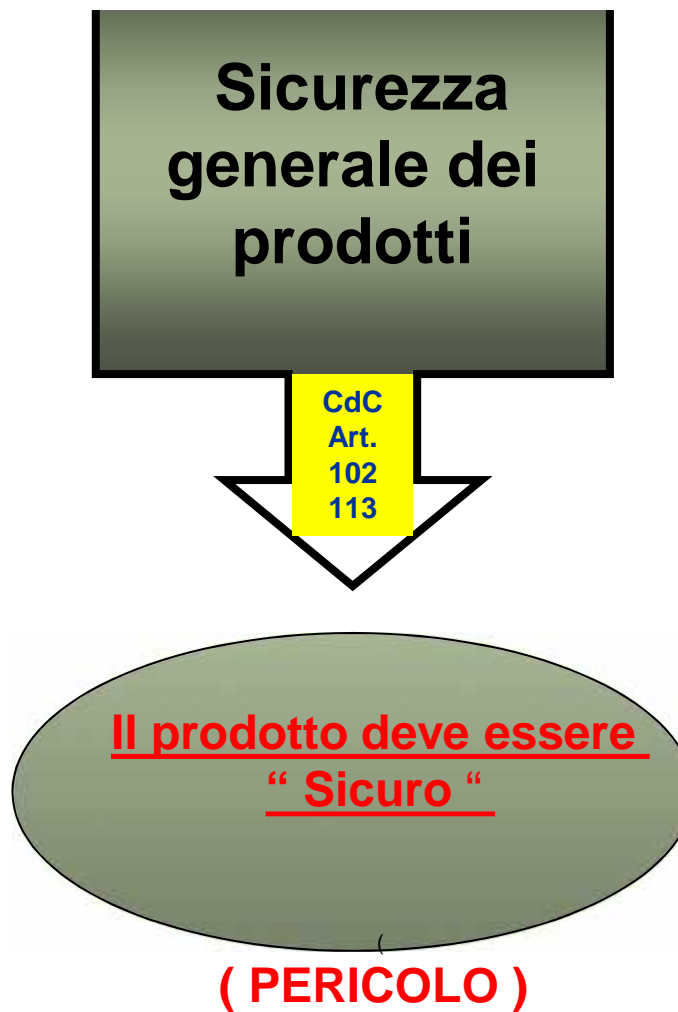 Sicurezza
generale dei
prodotti
CdC
Art.
102
113
Il prodotto deve essere
“ Sicuro “
(
( PERICOLO )